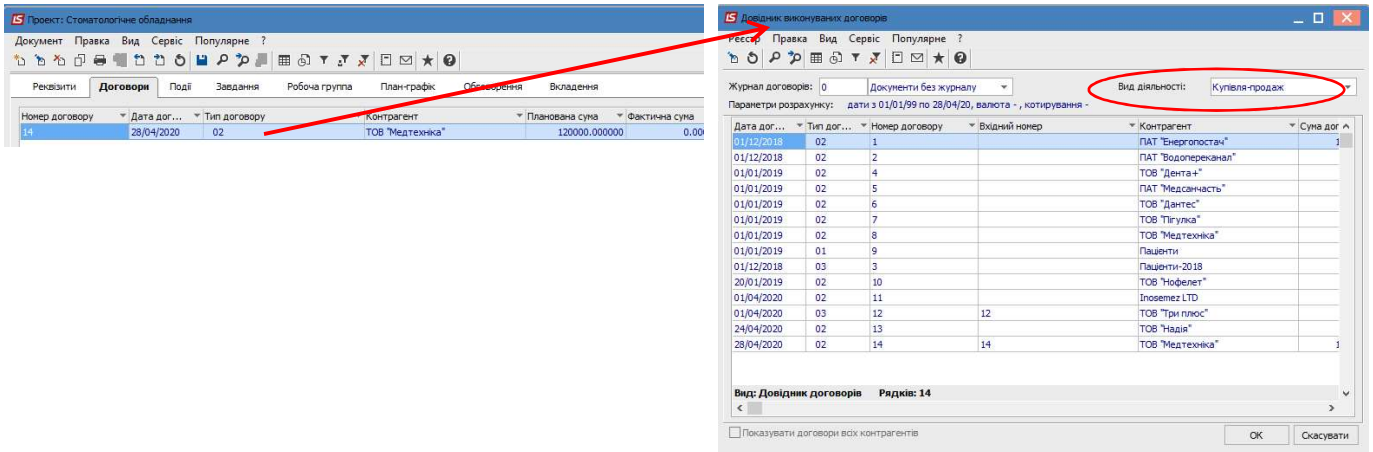 Проект: Стоматологічне обладнання
Документ Правка Вид Сервіс Популярне ?
Реквізити Договори Події Завдання Робоча группа План-графік Обговорення Вкладення
Номер договору Дата дог... Тип договору Контрагент Планована сума Фактична сума
14 28/04/2020 02 ТОВ "Медтехніка" 120000.000000 0.00
Довідник виконуваних договорів
Реєстр Правка Вид Сервіс Популярне ?
Журнал договорів: 0 Документи без журналу Вид діяльності: Купівля-продаж
Параметри розрахунку: дати з 01/01/99 по 28/04/20, валюта - , котирування -
Дата дог... Тип дог... Номер договору Вхідний номер Контрагент Сума дог
01/12/2018 02 1 ПАТ "Енергопостач" 1
01/12/2018 02 2 ПАТ "Водопереканал"
01/01/2019 02 4 ТОВ "Дента+"
01/01/2019 02 5 ПАТ "Медсанчасть"
01/01/2019 02 6 ТОВ "Дантес"
01/01/2019 02 7 ТОВ "Пігулка"
01/01/2019 02 8 ТОВ "Медтехніка"
01/01/2019 01 9 Пацієнти
01/12/2018 03 3 Пацієнти-2018
20/01/2019 02 10 ТОВ "Нофелет"
01/04/2020 02 11 Inosemez LTD
01/04/2020 03 12 12 ТОВ "Три плюс"
24/04/2020 02 13 ТОВ "Надія"
28/04/2020 02 14 14 ТОВ "Медтехніка" 1
Вид: Довідник договорів Рядків: 14
Показувати договори всіх контрагентів
OK Скасувати